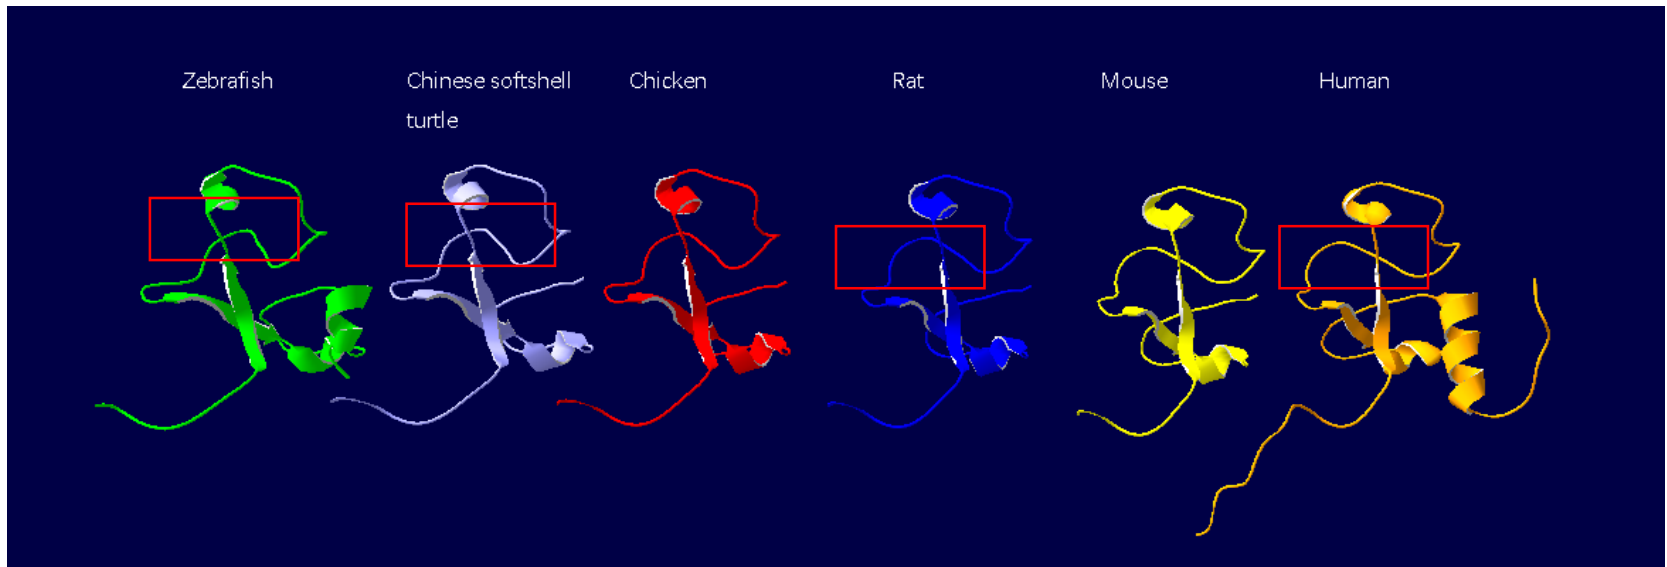 Zebrafish
Chinese softshell
turtle
Chicken
Rat
Mouse
Human